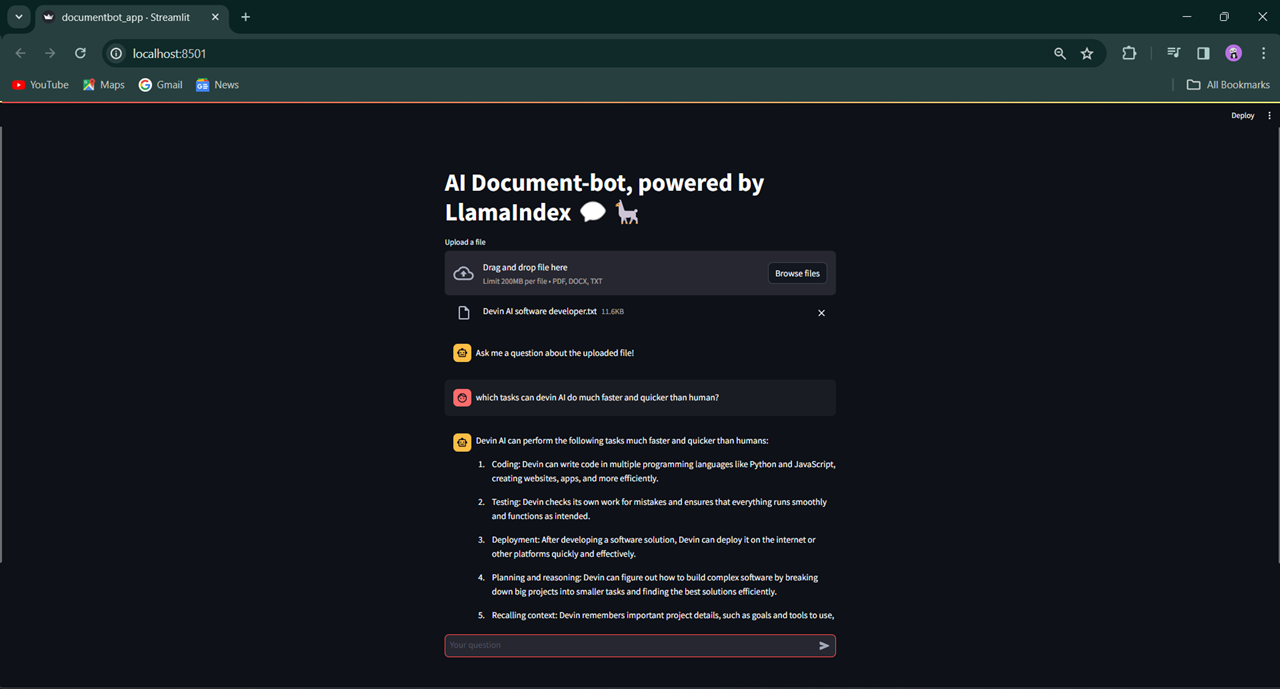 documentbot_app · Streamlit
localhost:8501
YouTube Maps Gmail News All Bookmarks
Deploy
AI Document-bot, powered by
LlamaIndex 💬 🦙
Upload a file
Drag and drop file here
Limit 200MB per file • PDF, DOCX, TXT
Browse files
Devin AI software developer.txt 11.6KB
Ask me a question about the uploaded file!
which tasks can devin AI do much faster and quicker than human?
Devin AI can perform the following tasks much faster and quicker than humans:
1. Coding: Devin can write code in multiple programming languages like Python and JavaScript,
creating websites, apps, and more efficiently.
2. Testing: Devin checks its own work for mistakes and ensures that everything runs smoothly
and functions as intended.
3. Deployment: After developing a software solution, Devin can deploy it on the internet or
other platforms quickly and effectively.
4. Planning and reasoning: Devin can figure out how to build complex software by breaking
down big projects into smaller tasks and finding the best solutions efficiently.
5. Recalling context: Devin remembers important project details, such as goals and tools to use,
Your question